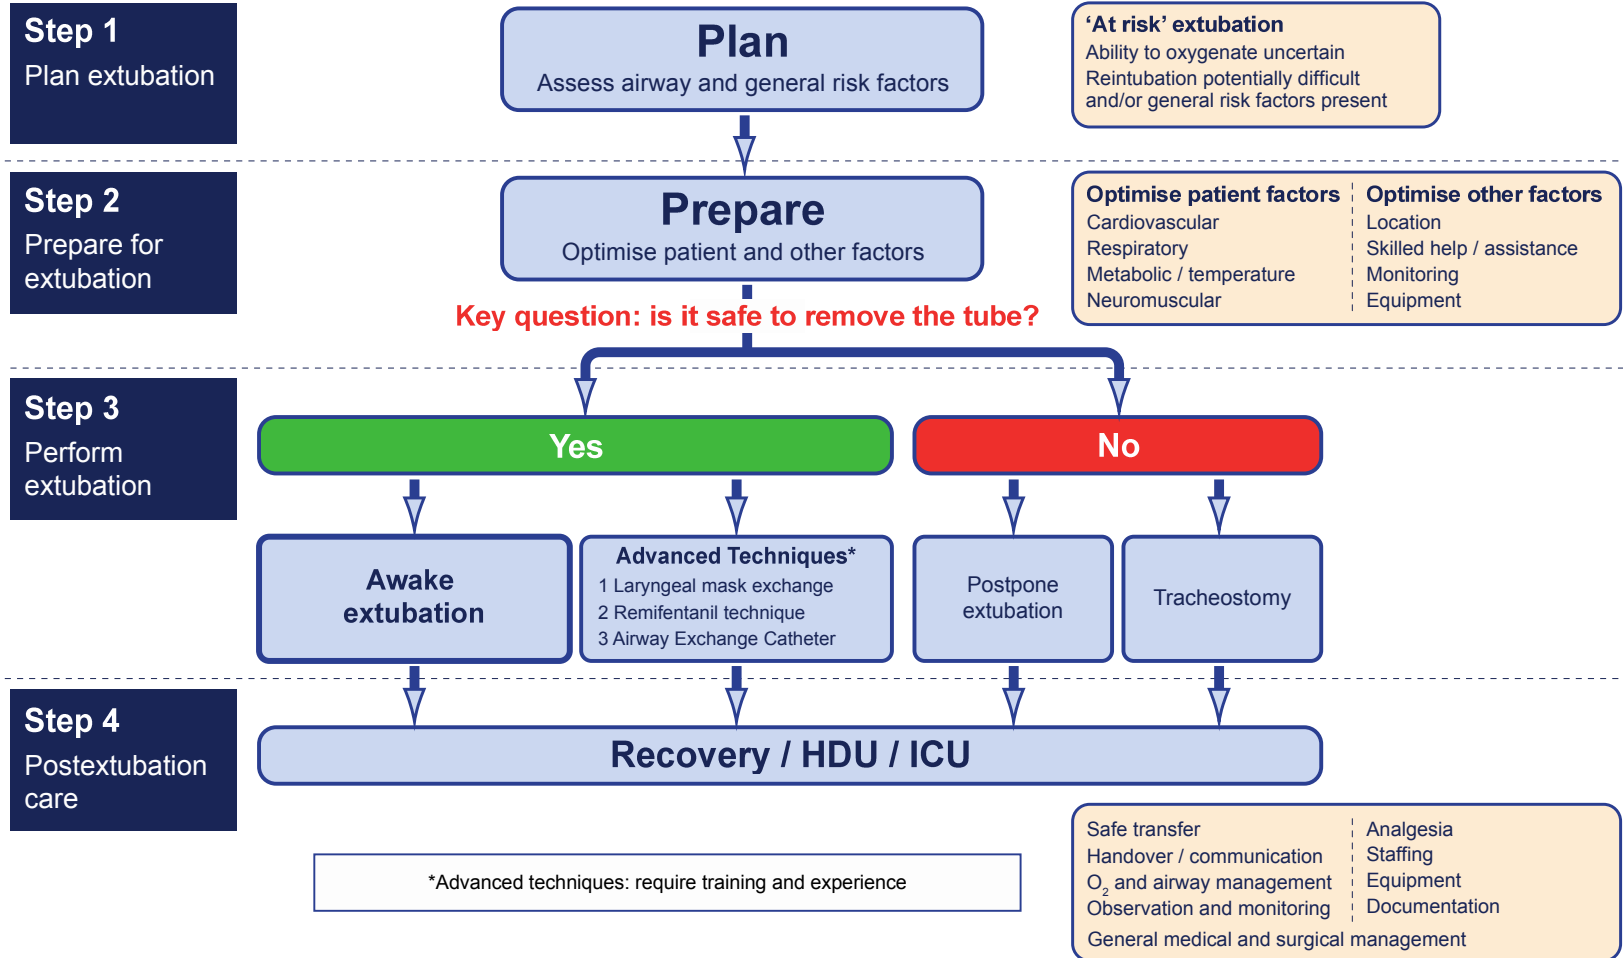 Step 1
Plan extubation
Plan
Assess airway and general risk factors
‘At risk’ extubation
Ability to oxygenate uncertain
Reintubation potentially difficult
and/or general risk factors present
Step 2
Prepare for
extubation
Prepare
Optimise patient and other factors
Optimise patient factors
Cardiovascular
Respiratory
Metabolic / temperature
Neuromuscular
Optimise other factors
Location
Skilled help / assistance
Monitoring
Equipment
Key question: is it safe to remove the tube?
Step 3
Perform
extubation
Yes
No
Awake
extubation
Advanced Techniques*
1 Laryngeal mask exchange
2 Remifentanil technique
3 Airway Exchange Catheter
Postpone
extubation
Tracheostomy
Step 4
Postextubation
care
Recovery / HDU / ICU
*Advanced techniques: require training and experience
Safe transfer
Handover / communication
O₂ and airway management
Observation and monitoring
Analgesia
Staffing
Equipment
Documentation
General medical and surgical management